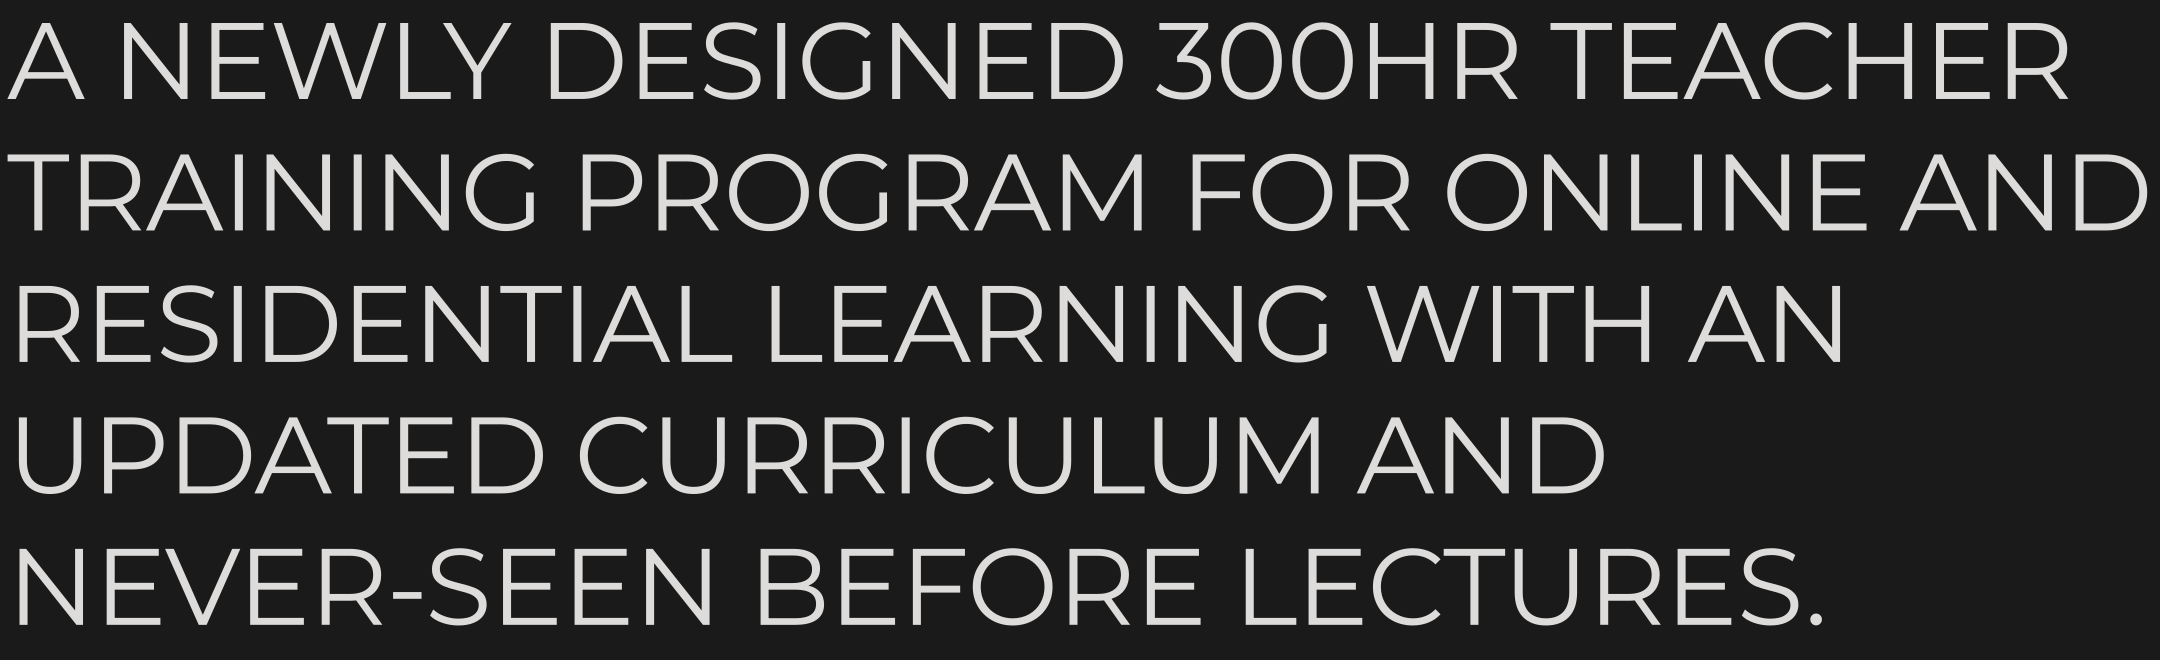 A NEWLY DESIGNED 300HR TEACHER
TRAINING PROGRAM FOR ONLINE AND
RESIDENTIAL LEARNING WITH AN
UPDATED CURRICULUM AND
NEVER-SEEN BEFORE LECTURES.